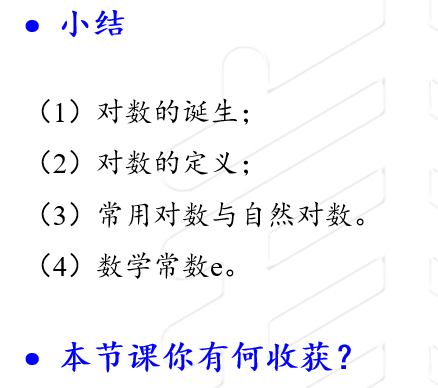 • 小结
（1）对数的诞生；
（2）对数的定义；
（3）常用对数与自然对数。
（4）数学常数e。
• 本节课你有何收获？